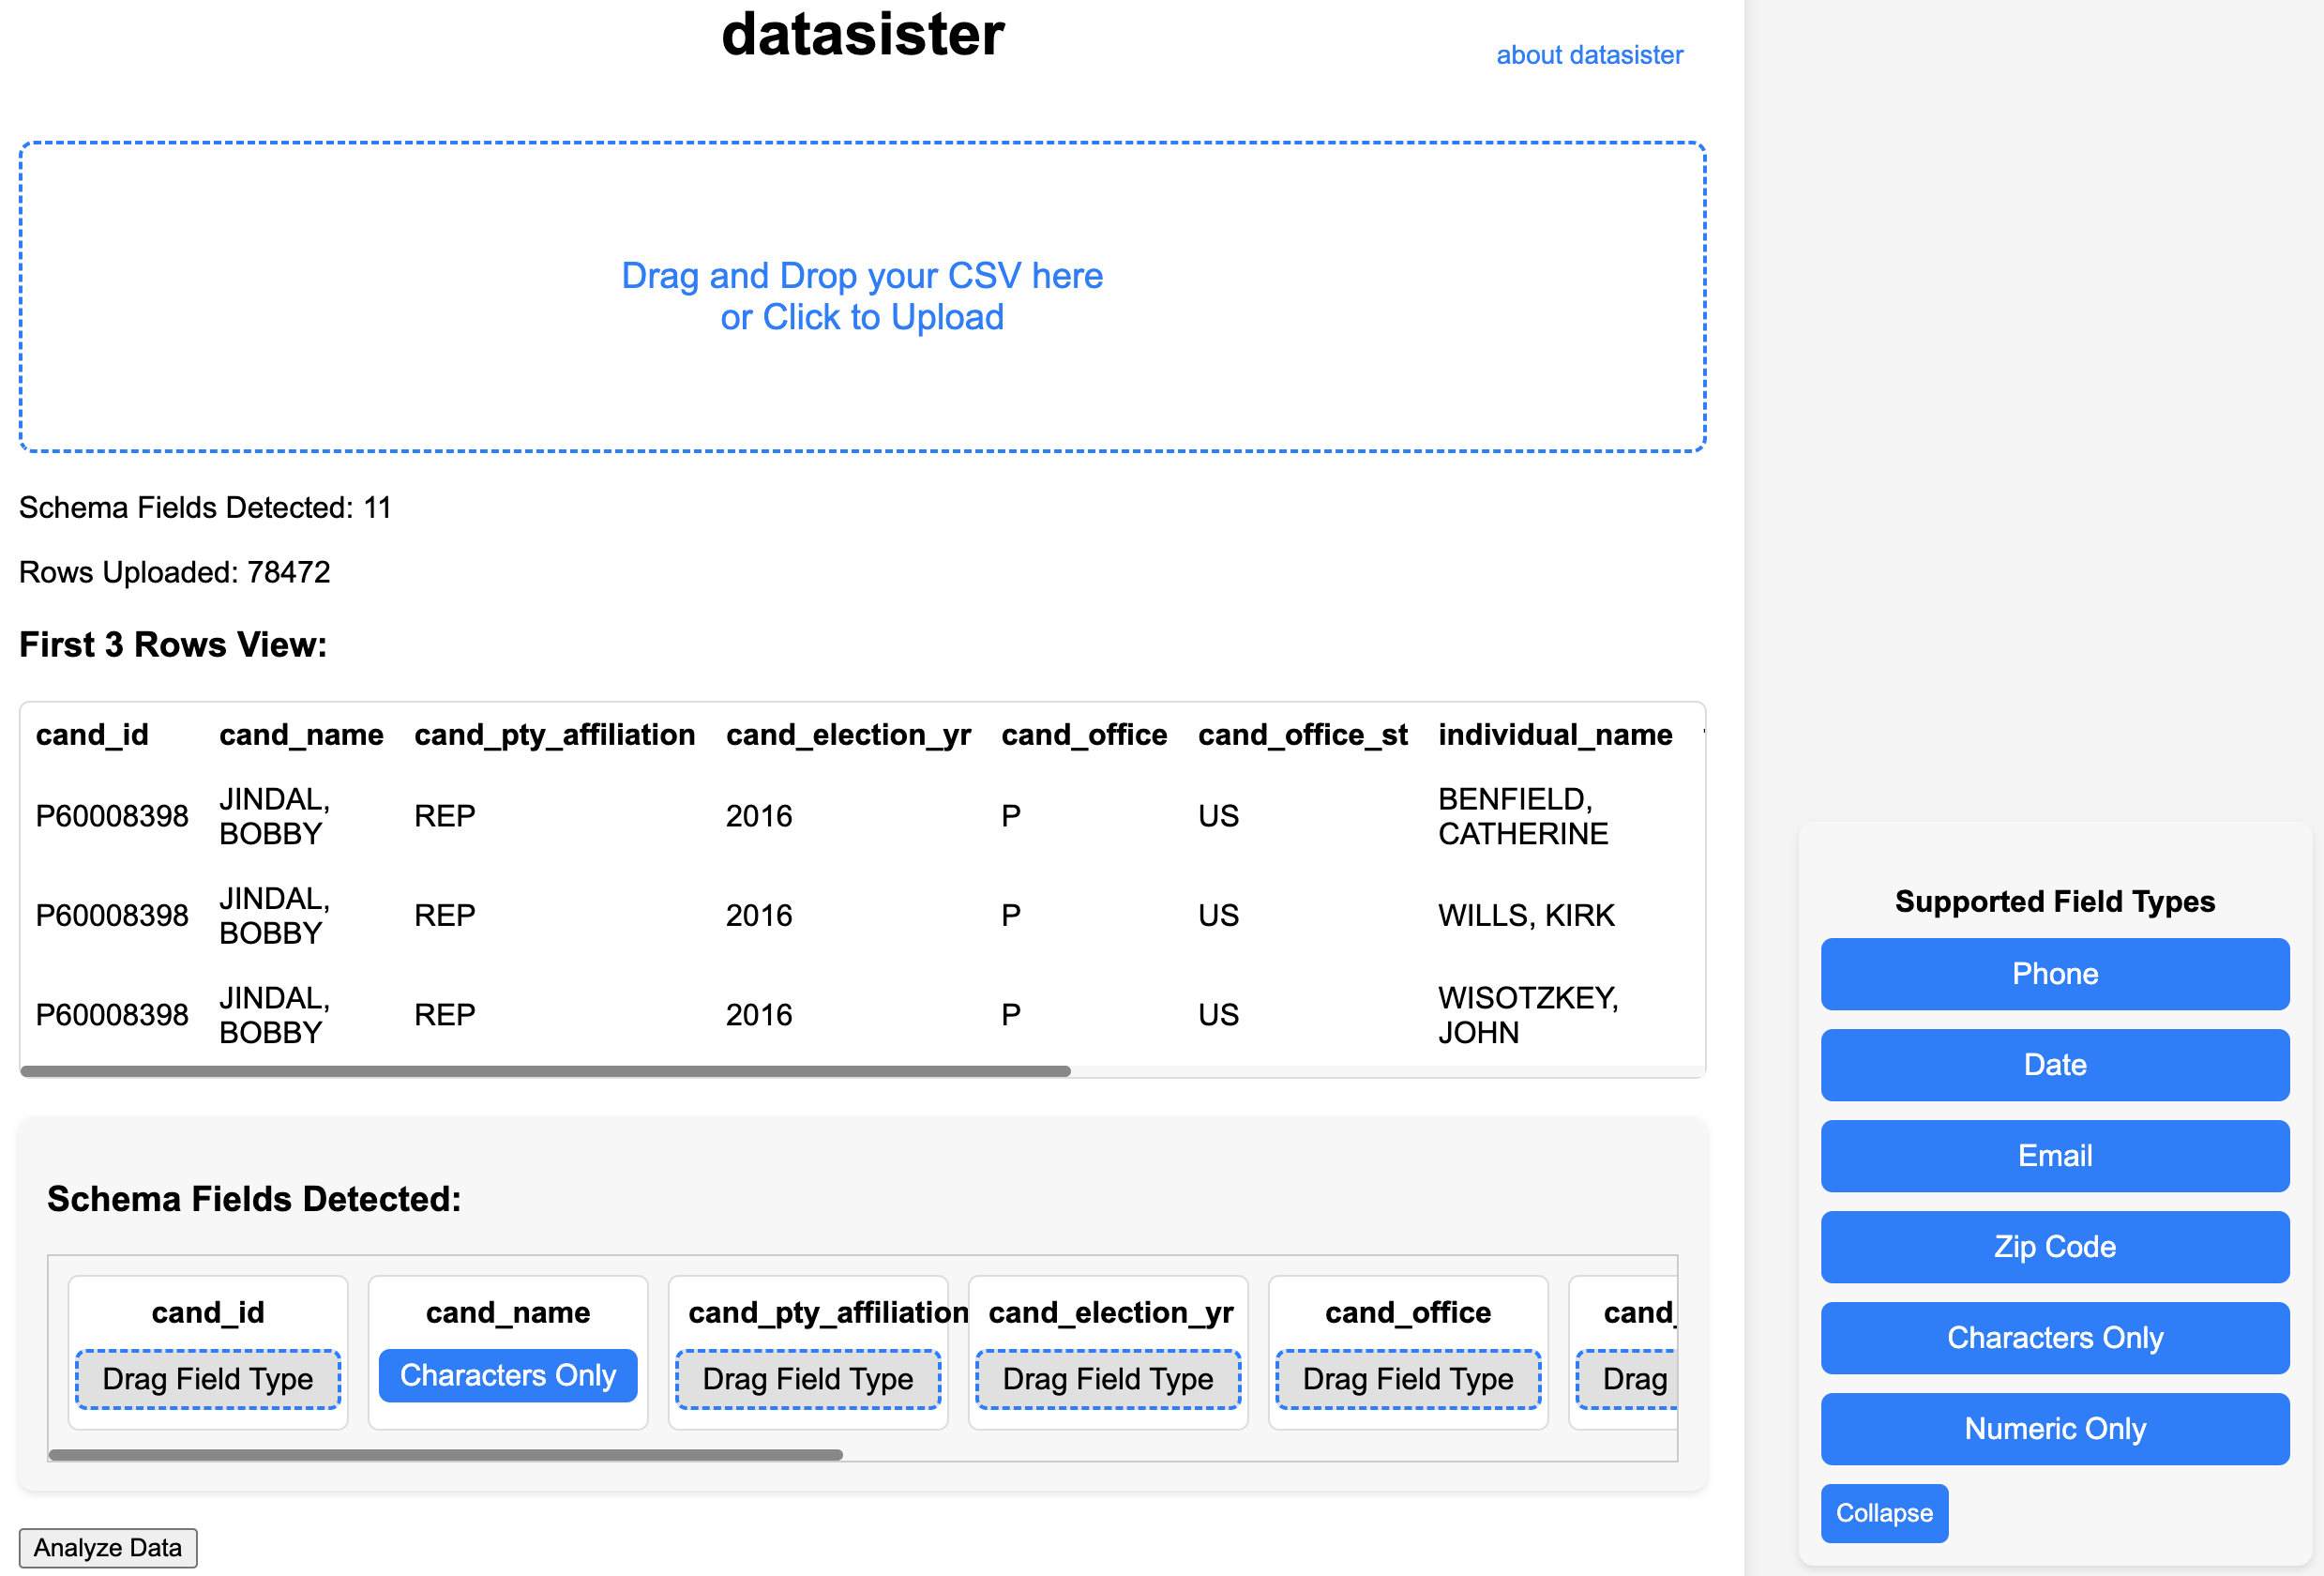 datasister
about datasister
Drag and Drop your CSV here
or Click to Upload
Schema Fields Detected: 11
Rows Uploaded: 78472
First 3 Rows View:
cand_id cand_name cand_pty_affiliation cand_election_yr cand_office cand_office_st individual_name
P60008398 JINDAL, BOBBY REP 2016 P US BENFIELD, CATHERINE
P60008398 JINDAL, BOBBY REP 2016 P US WILLS, KIRK
P60008398 JINDAL, BOBBY REP 2016 P US WISOTZKEY, JOHN
Schema Fields Detected:
cand_id cand_name cand_pty_affiliation cand_election_yr cand_office cand_
Drag Field Type Characters Only Drag Field Type Drag Field Type Drag Field Type Drag
Analyze Data
Supported Field Types
Phone
Date
Email
Zip Code
Characters Only
Numeric Only
Collapse